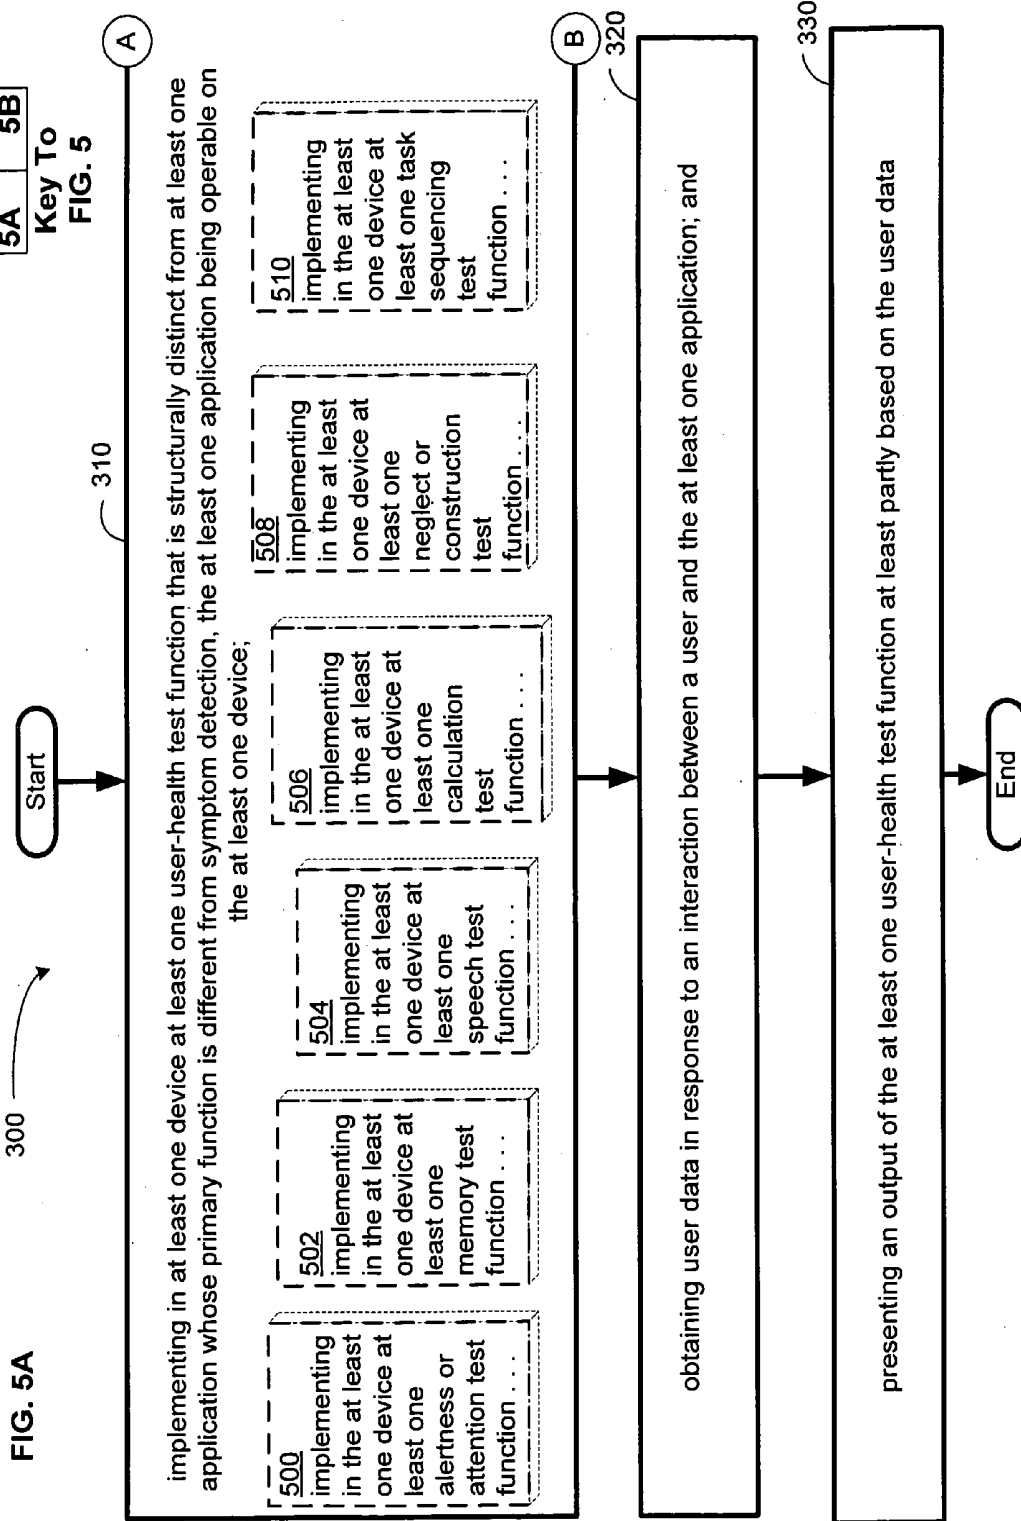 FIG. 5A
5A 5B
Key To
FIG. 5
300
Start
310
A
implementing in at least one device at least one user-health test function that is structurally distinct from at least one
application whose primary function is different from symptom detection, the at least one application being operable on
the at least one device;
500
implementing
in the at least
one device at
least one
alertness or
attention test
function . . .
502
implementing
in the at least
one device at
least one
memory test
function . . .
504
implementing
in the at least
one device at
least one
speech test
function . . .
506
implementing
in the at least
one device at
least one
calculation
test
function . . .
508
implementing
in the at least
one device at
least one
neglect or
construction
test
function . . .
510
implementing
in the at least
one device at
least one task
sequencing
test
function . . .
B
320
obtaining user data in response to an interaction between a user and the at least one application; and
330
presenting an output of the at least one user-health test function at least partly based on the user data
End